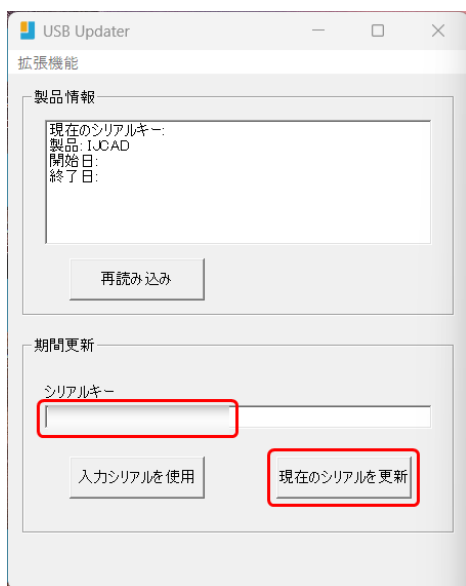 USB Updater
拡張機能
製品情報
現在のシリアルキー:
製品: IJCAD
開始日:
終了日:
再読み込み
期間更新
シリアルキー
入力シリアルを使用
現在のシリアルを更新